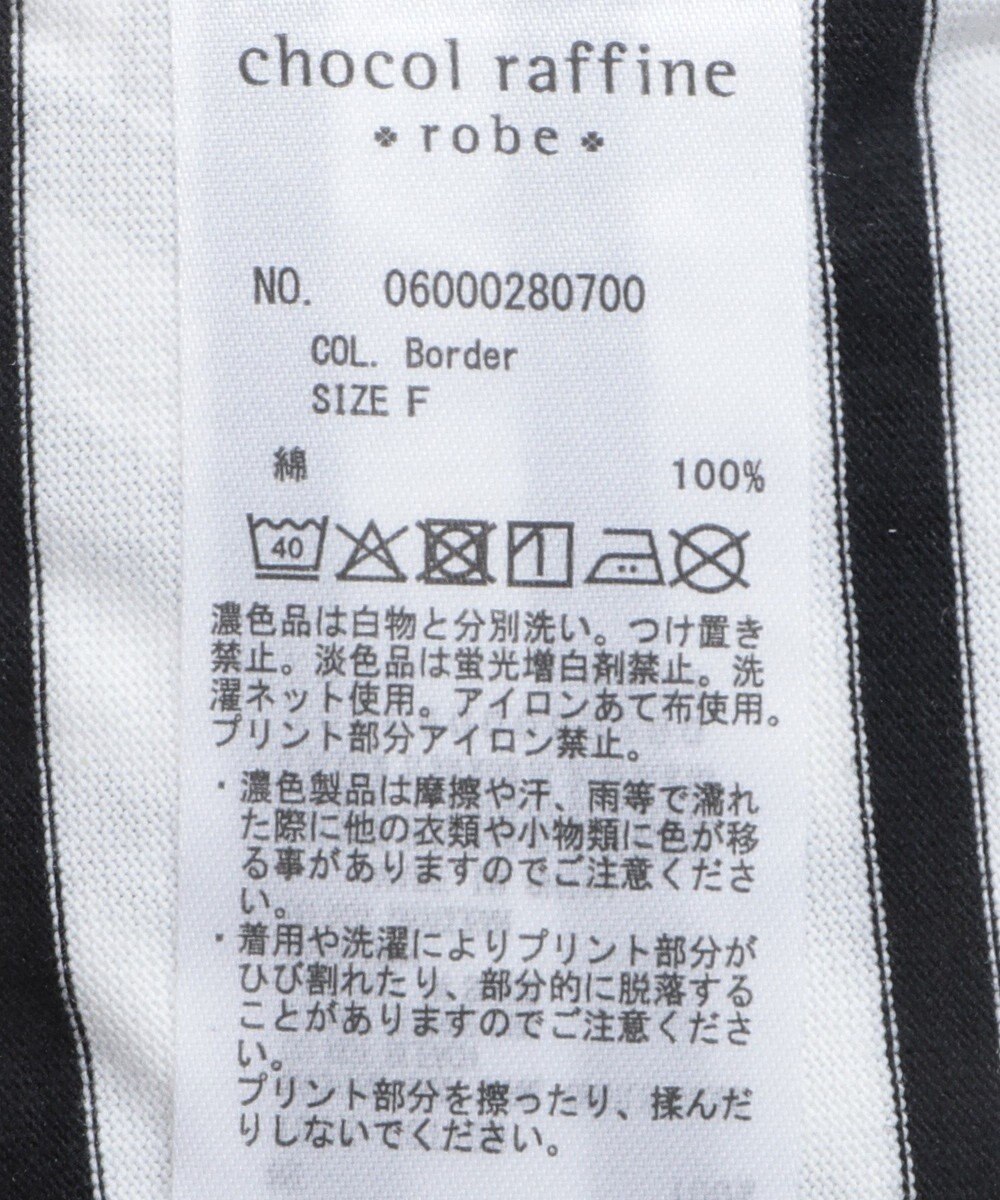 chocol raffine
robe
NO. 06000280700
COL. Border
SIZE F
綿 100%
40
濃色品は白物と分別洗い。つけ置き
禁止。淡色品は蛍光増白剤禁止。洗
濯ネット使用。アイロンあて布使用。
プリント部分アイロン禁止。
・濃色製品は摩擦や汗、雨等で濡れ
た際に他の衣類や小物類に色が移
る事がありますのでご注意くださ
い。
・着用や洗濯によりプリント部分が
ひび割れたり、部分的に脱落する
ことがありますのでご注意くださ
い。
プリント部分を擦ったり、揉んだ
りしないでください。